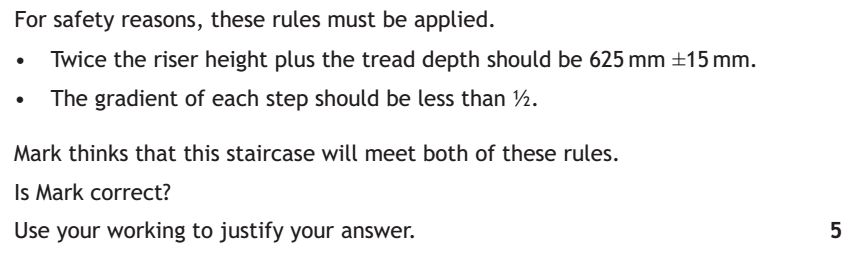 For safety reasons, these rules must be applied.
• Twice the riser height plus the tread depth should be 625 mm ±15 mm.
• The gradient of each step should be less than ½.
Mark thinks that this staircase will meet both of these rules.
Is Mark correct?
Use your working to justify your answer. 5